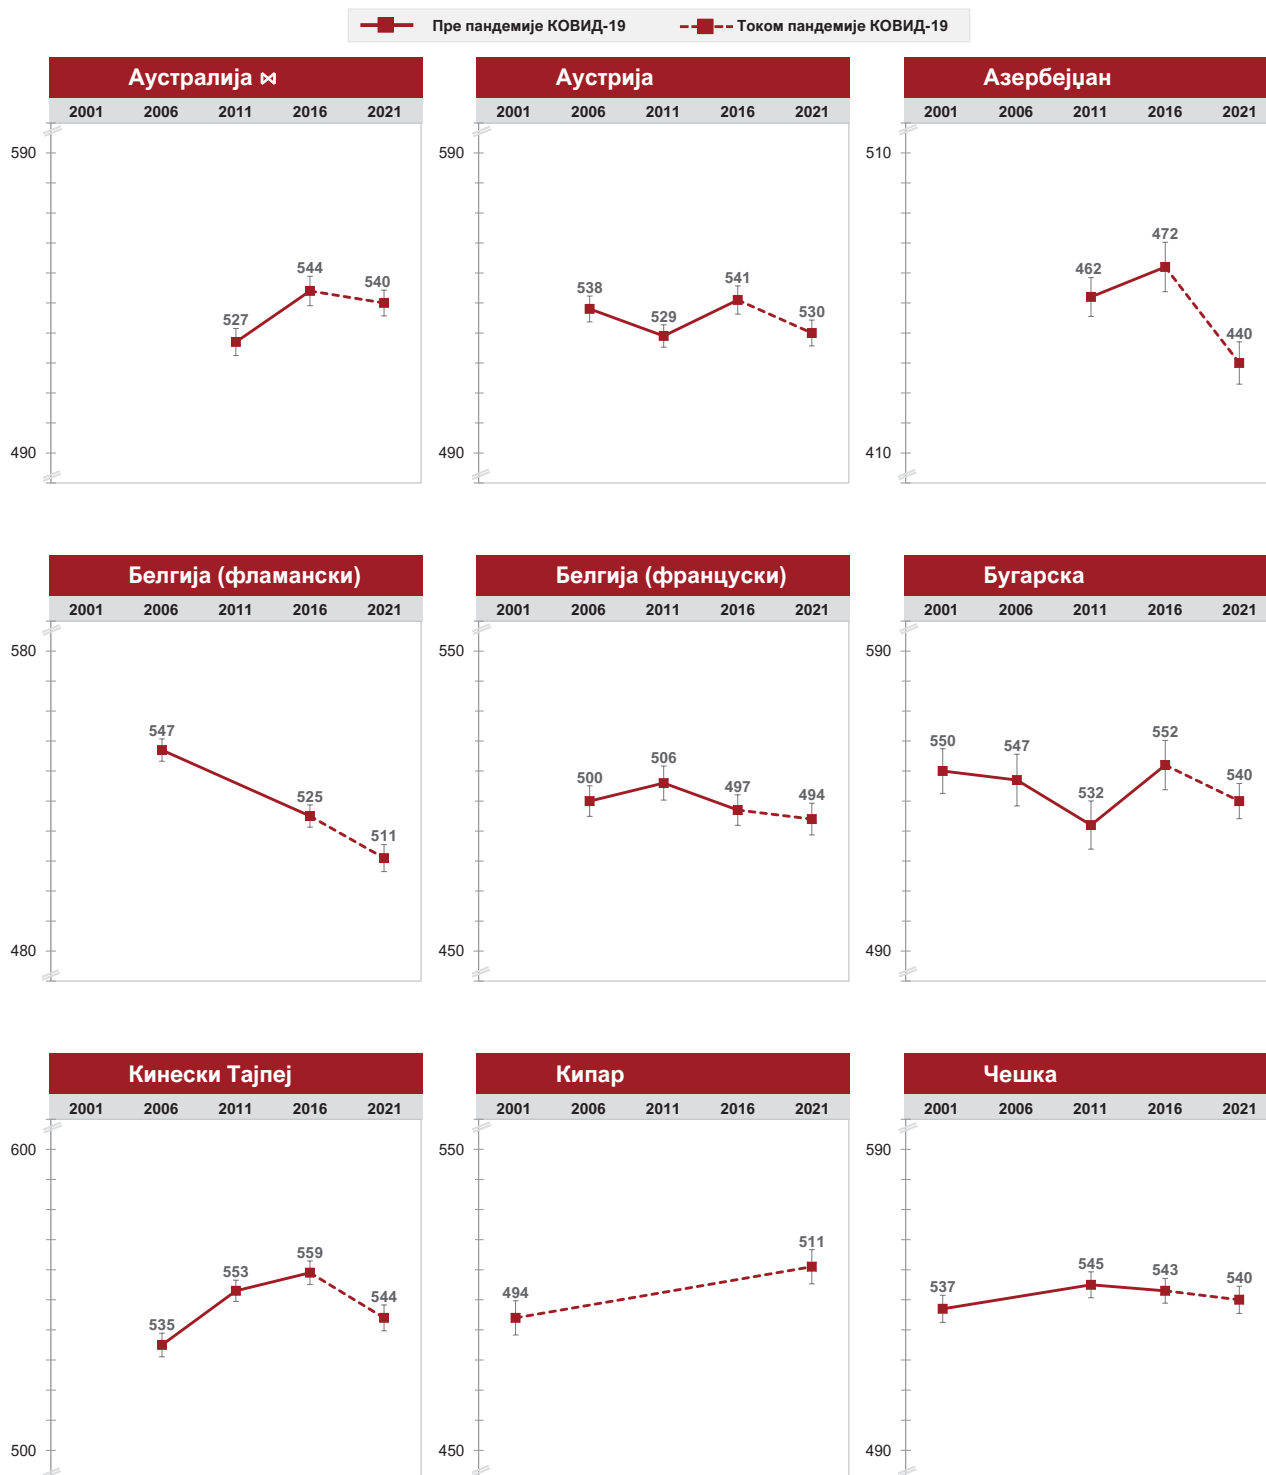 Пре пандемије КОВИД-19 Током пандемије КОВИД-19
Аустралија ⋈
2001 2006 2011 2016 2021
590
544
540
527
490
Аустрија
2001 2006 2011 2016 2021
590
538
529
541
530
490
Азербејџан
2001 2006 2011 2016 2021
510
462
472
440
410
Белгија (фламански)
2001 2006 2011 2016 2021
580
547
525
511
480
Белгија (француски)
2001 2006 2011 2016 2021
550
500
506
497
494
450
Бугарска
2001 2006 2011 2016 2021
590
550
547
532
552
540
490
Кинески Тајпеј
2001 2006 2011 2016 2021
600
535
553
559
544
500
Кипар
2001 2006 2011 2016 2021
550
494
511
450
Чешка
2001 2006 2011 2016 2021
590
537
545
543
540
490